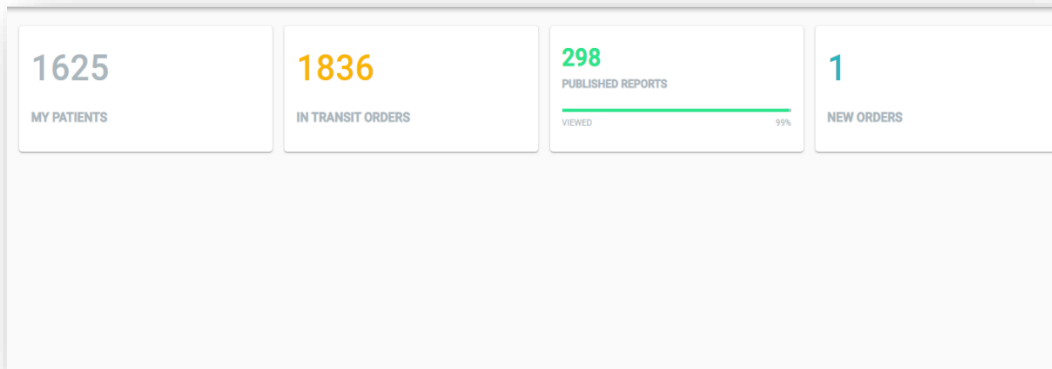 1625
MY PATIENTS
1836
IN TRANSIT ORDERS
298
PUBLISHED REPORTS
VIEWED 99%
1
NEW ORDERS